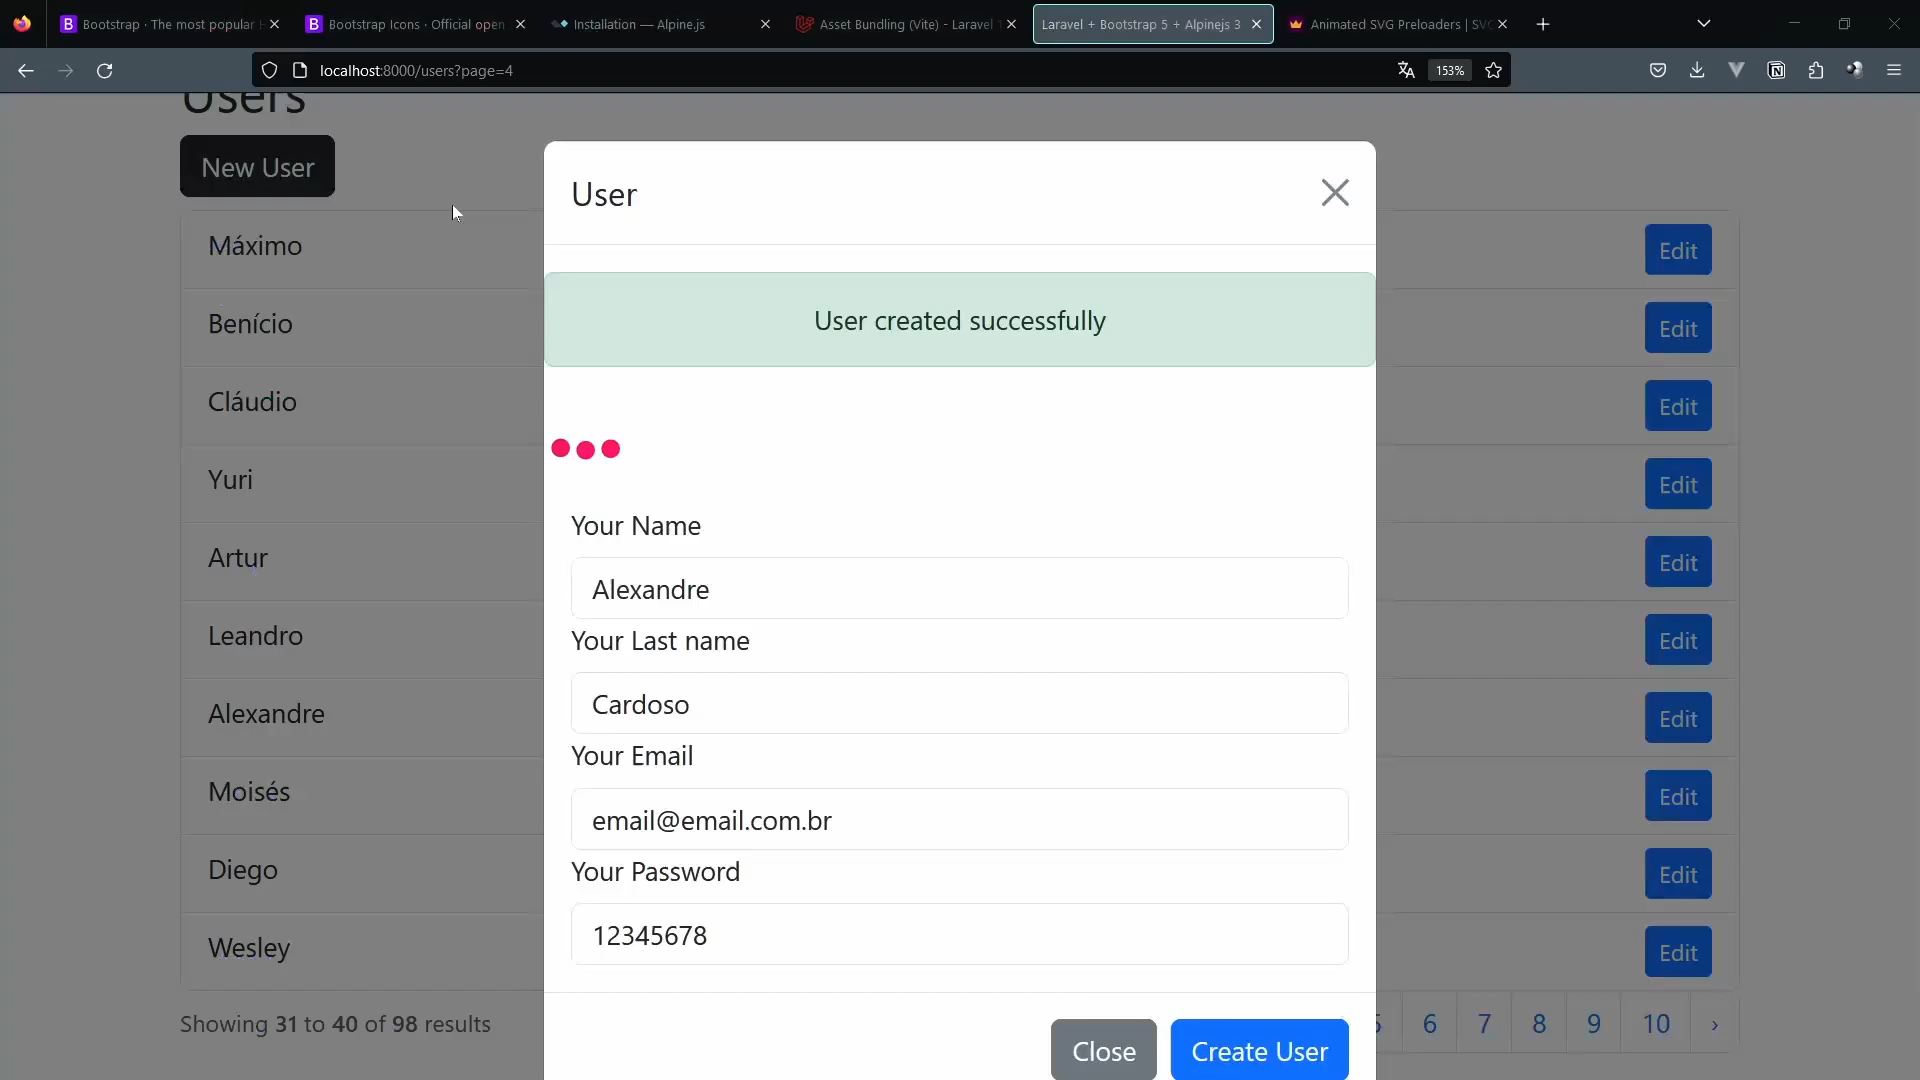 Bootstrap · The most popular H
Bootstrap Icons · Official open
Installation — Alpine.js
Asset Bundling (Vite) - Laravel 1
Laravel + Bootstrap 5 + Alpinejs 3
Animated SVG Preloaders | SVG
localhost:8000/users?page=4
153%
Users
New User
User
User created successfully
Máximo
Edit
Benício
Edit
Cláudio
Edit
Yuri
Edit
Artur
Edit
Leandro
Edit
Alexandre
Edit
Moisés
Edit
Diego
Edit
Wesley
Edit
Your Name
Alexandre
Your Last name
Cardoso
Your Email
email@email.com.br
Your Password
12345678
Showing 31 to 40 of 98 results
5 6 7 8 9 10 ›
Close
Create User